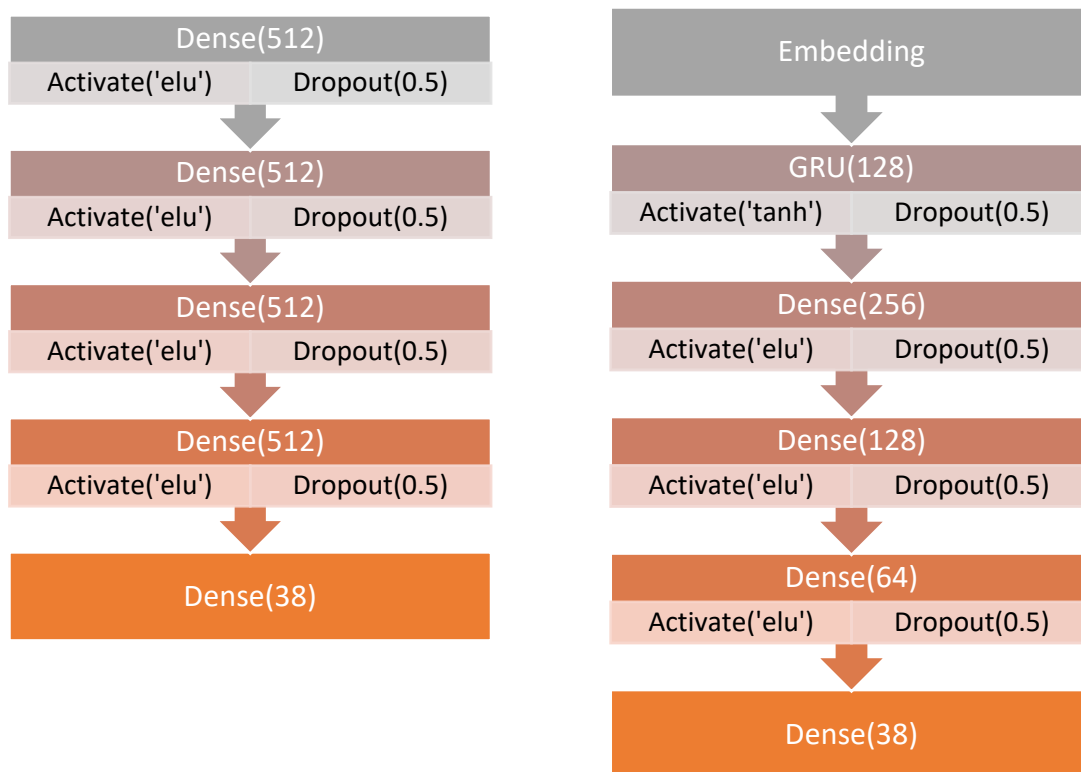 Dense(512)
Activate('elu') Dropout(0.5)
Dense(512)
Activate('elu') Dropout(0.5)
Dense(512)
Activate('elu') Dropout(0.5)
Dense(512)
Activate('elu') Dropout(0.5)
Dense(38)
Embedding
GRU(128)
Activate('tanh') Dropout(0.5)
Dense(256)
Activate('elu') Dropout(0.5)
Dense(128)
Activate('elu') Dropout(0.5)
Dense(64)
Activate('elu') Dropout(0.5)
Dense(38)